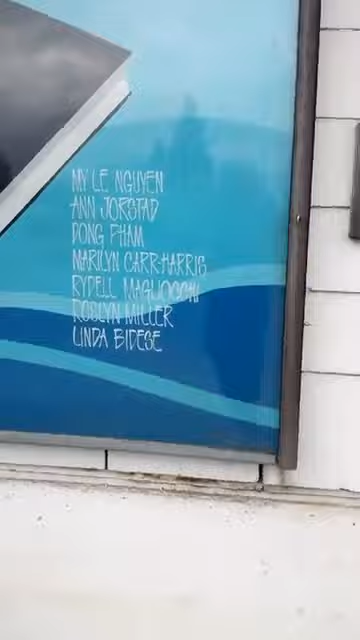 MY LE NGUYEN
ANN JORSTAD
DONG PHAM
MARILYN CARR-HARRIS
RYDELL MAGLIOCCHI
ROSLYN MILLER
LINDA BIDESE